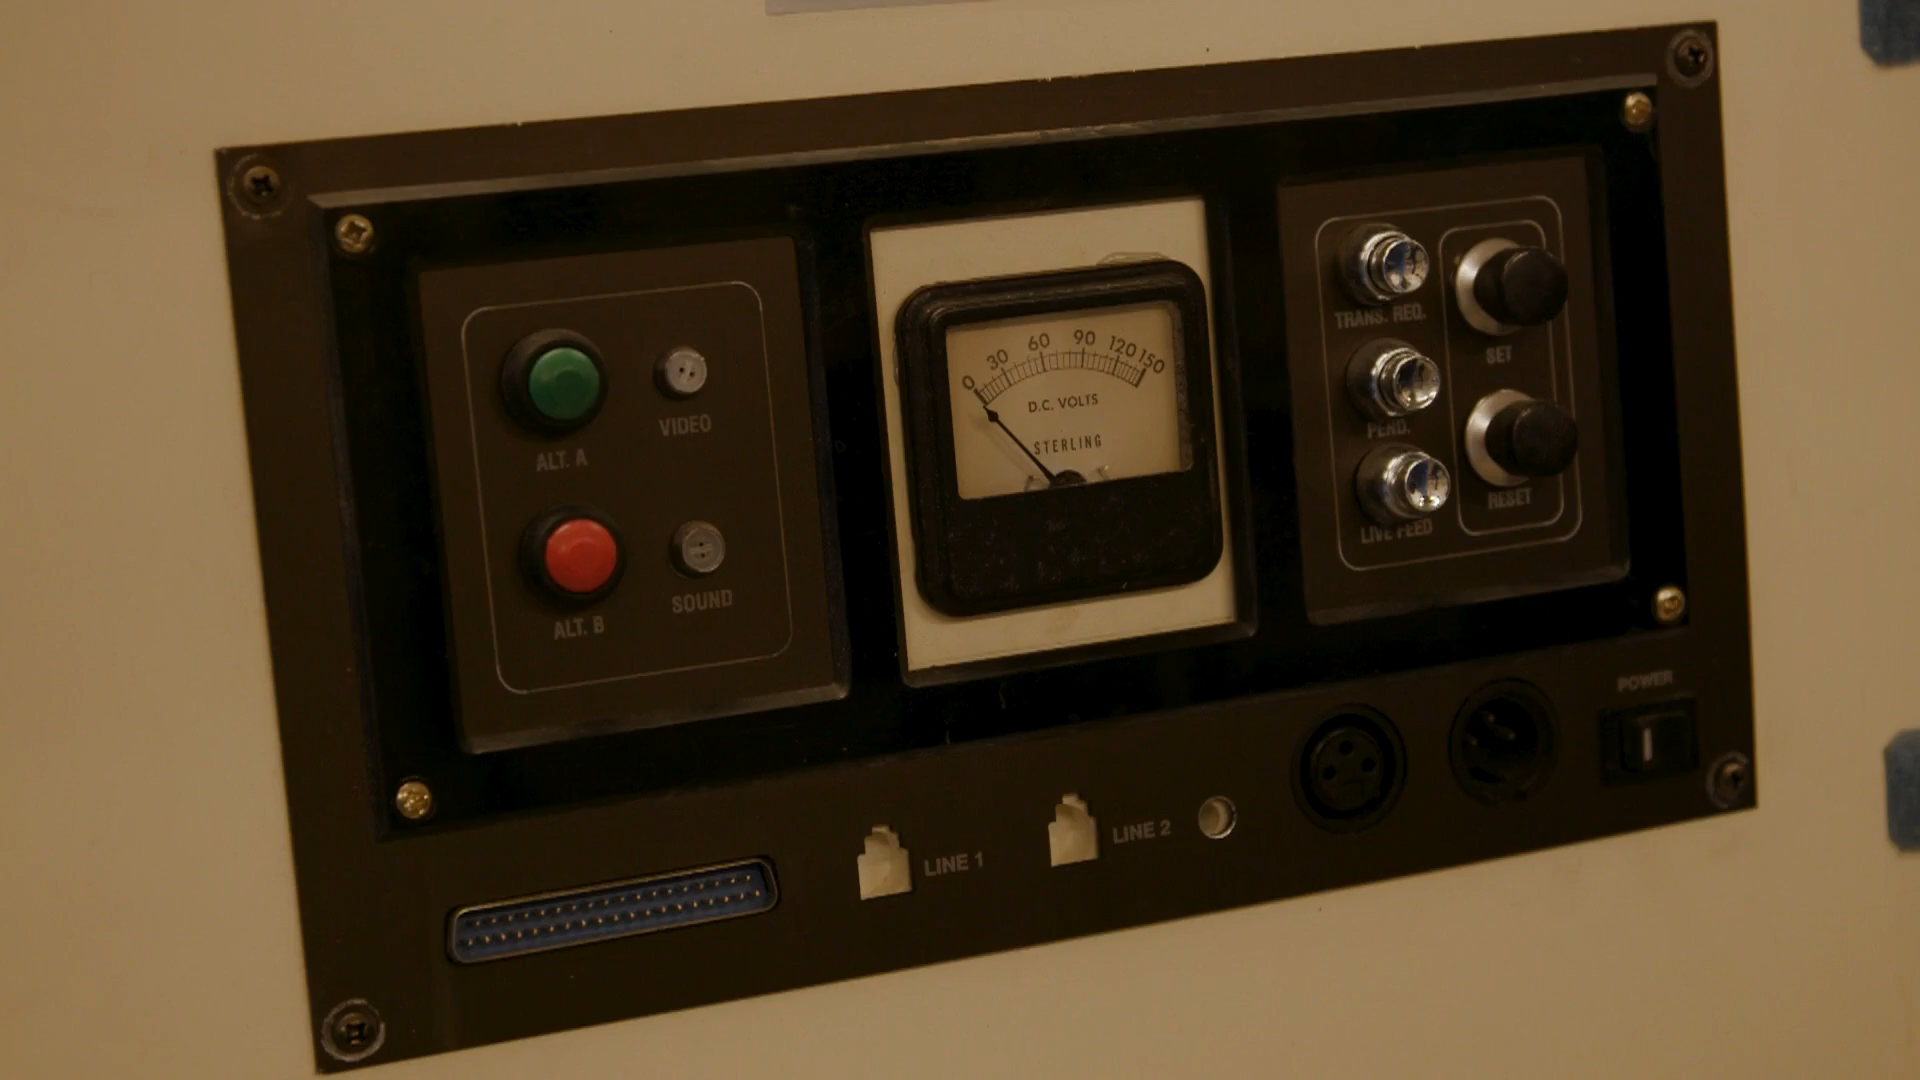 ALT. A
VIDEO
ALT. B
SOUND
0 30 60 90 120 150
D.C. VOLTS
STERLING
TRANS. REQ.
SET
PEND.
RESET
LIVE FEED
POWER
LINE 1
LINE 2